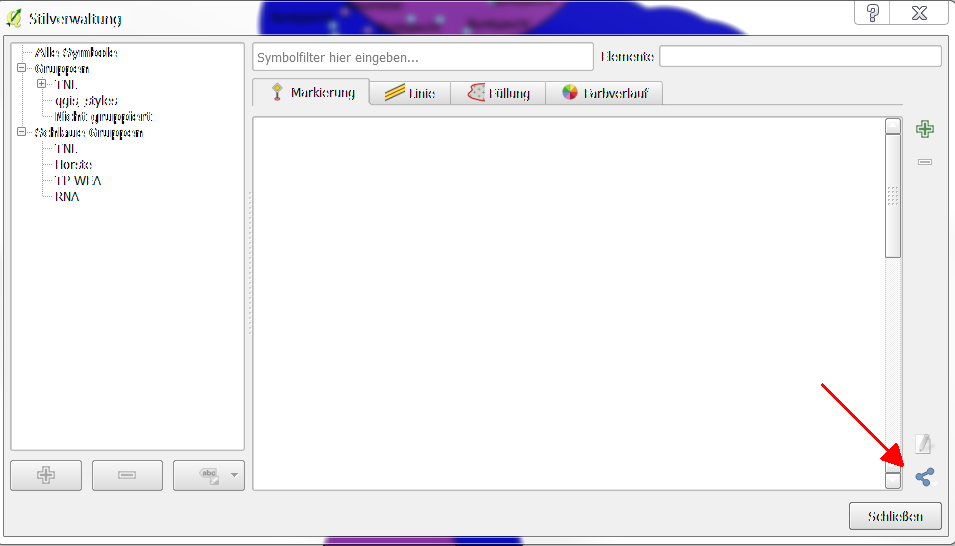 Stilverwaltung
Alle Symbole
Gruppen
TNL
qgis_styles
Nicht gruppiert
Schlaue Gruppen
TNL
Horste
TP WEA
RNA
Symbolfilter hier eingeben...
Elemente
Markierung
Linie
Füllung
Farbverlauf
abc
Schließen